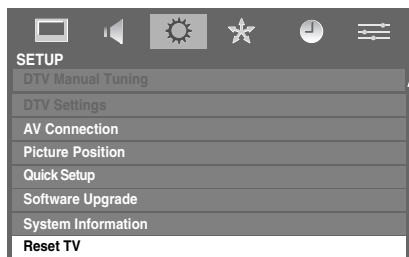 SETUP
DTV Manual Tuning
DTV Settings
AV Connection
Picture Position
Quick Setup
Software Upgrade
System Information
Reset TV